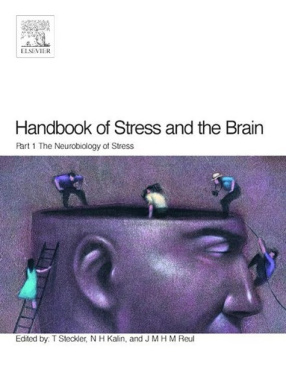 ELSEVIER
Handbook of Stress and the Brain
Part 1 The Neurobiology of Stress
Edited by: T Steckler, N H Kalin, and J M H M Reul